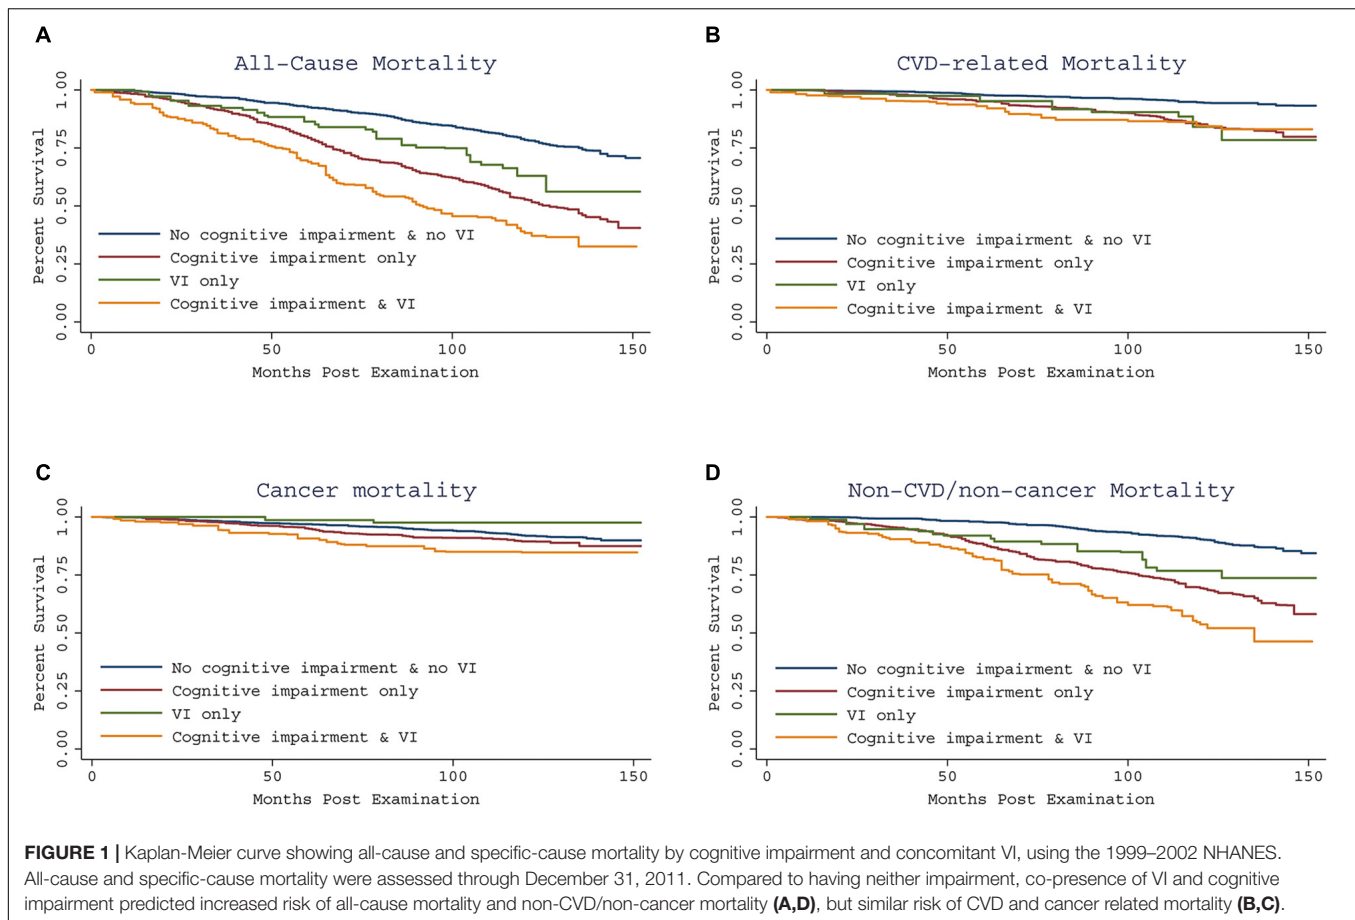 A
All-Cause Mortality
Percent Survival
1.00
0.75
0.50
0.25
0.00
No cognitive impairment & no VI
Cognitive impairment only
VI only
Cognitive impairment & VI
0 50 100 150
Months Post Examination
B
CVD-related Mortality
Percent Survival
1.00
0.75
0.50
0.25
0.00
No cognitive impairment & no VI
Cognitive impairment only
VI only
Cognitive impairment & VI
0 50 100 150
Months Post Examination
C
Cancer mortality
Percent Survival
1.00
0.75
0.50
0.25
0.00
No cognitive impairment & no VI
Cognitive impairment only
VI only
Cognitive impairment & VI
0 50 100 150
Months Post Examination
D
Non-CVD/non-cancer Mortality
Percent Survival
1.00
0.75
0.50
0.25
0.00
No cognitive impairment & no VI
Cognitive impairment only
VI only
Cognitive impairment & VI
0 50 100 150
Months Post Examination
FIGURE 1 | Kaplan-Meier curve showing all-cause and specific-cause mortality by cognitive impairment and concomitant VI, using the 1999–2002 NHANES.
All-cause and specific-cause mortality were assessed through December 31, 2011. Compared to having neither impairment, co-presence of VI and cognitive
impairment predicted increased risk of all-cause mortality and non-CVD/non-cancer mortality (A,D), but similar risk of CVD and cancer related mortality (B,C).